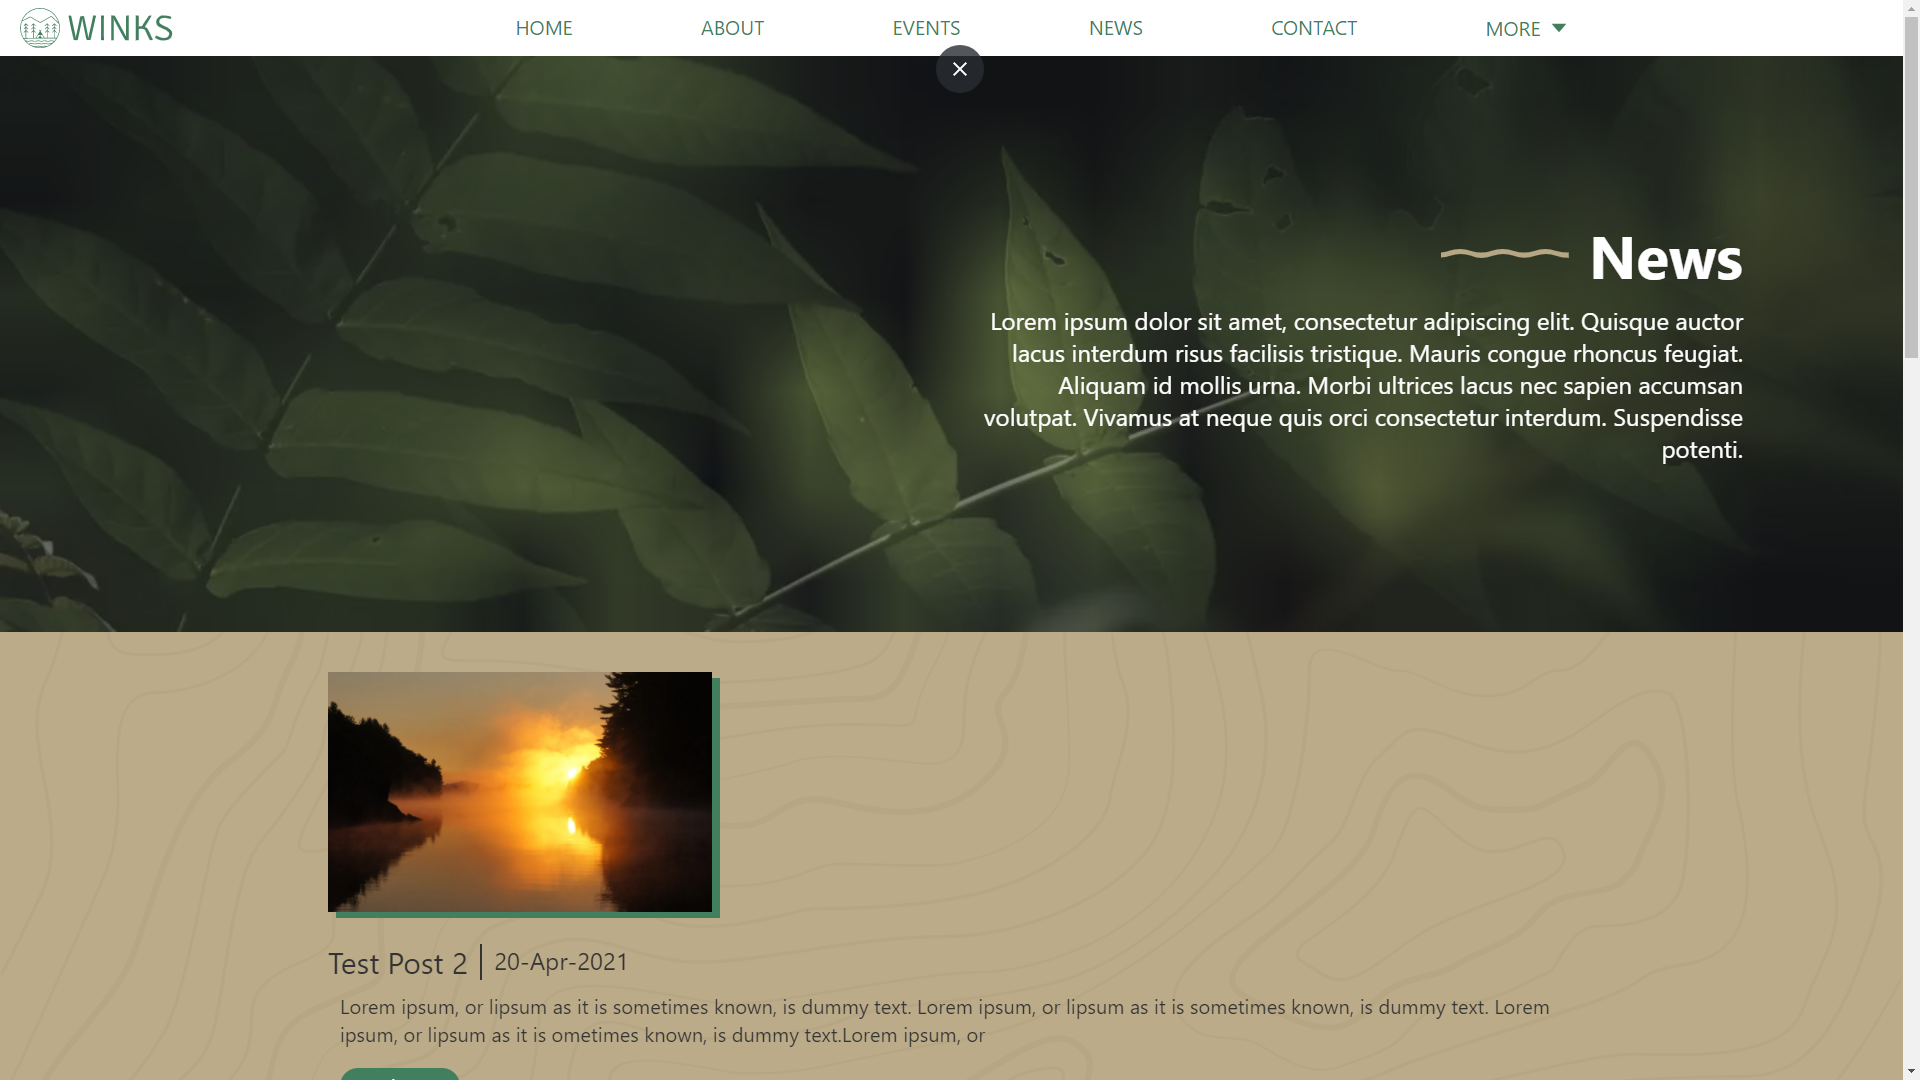 WINKS
HOME ABOUT EVENTS NEWS CONTACT MORE
News
Lorem ipsum dolor sit amet, consectetur adipiscing elit. Quisque auctor
lacus interdum risus facilisis tristique. Mauris congue rhoncus feugiat.
Aliquam id mollis urna. Morbi ultrices lacus nec sapien accumsan
volutpat. Vivamus at neque quis orci consectetur interdum. Suspendisse
potenti.
Test Post 2 20-Apr-2021
Lorem ipsum, or lipsum as it is sometimes known, is dummy text. Lorem ipsum, or lipsum as it is sometimes known, is dummy text. Lorem
ipsum, or lipsum as it is ometimes known, is dummy text.Lorem ipsum, or